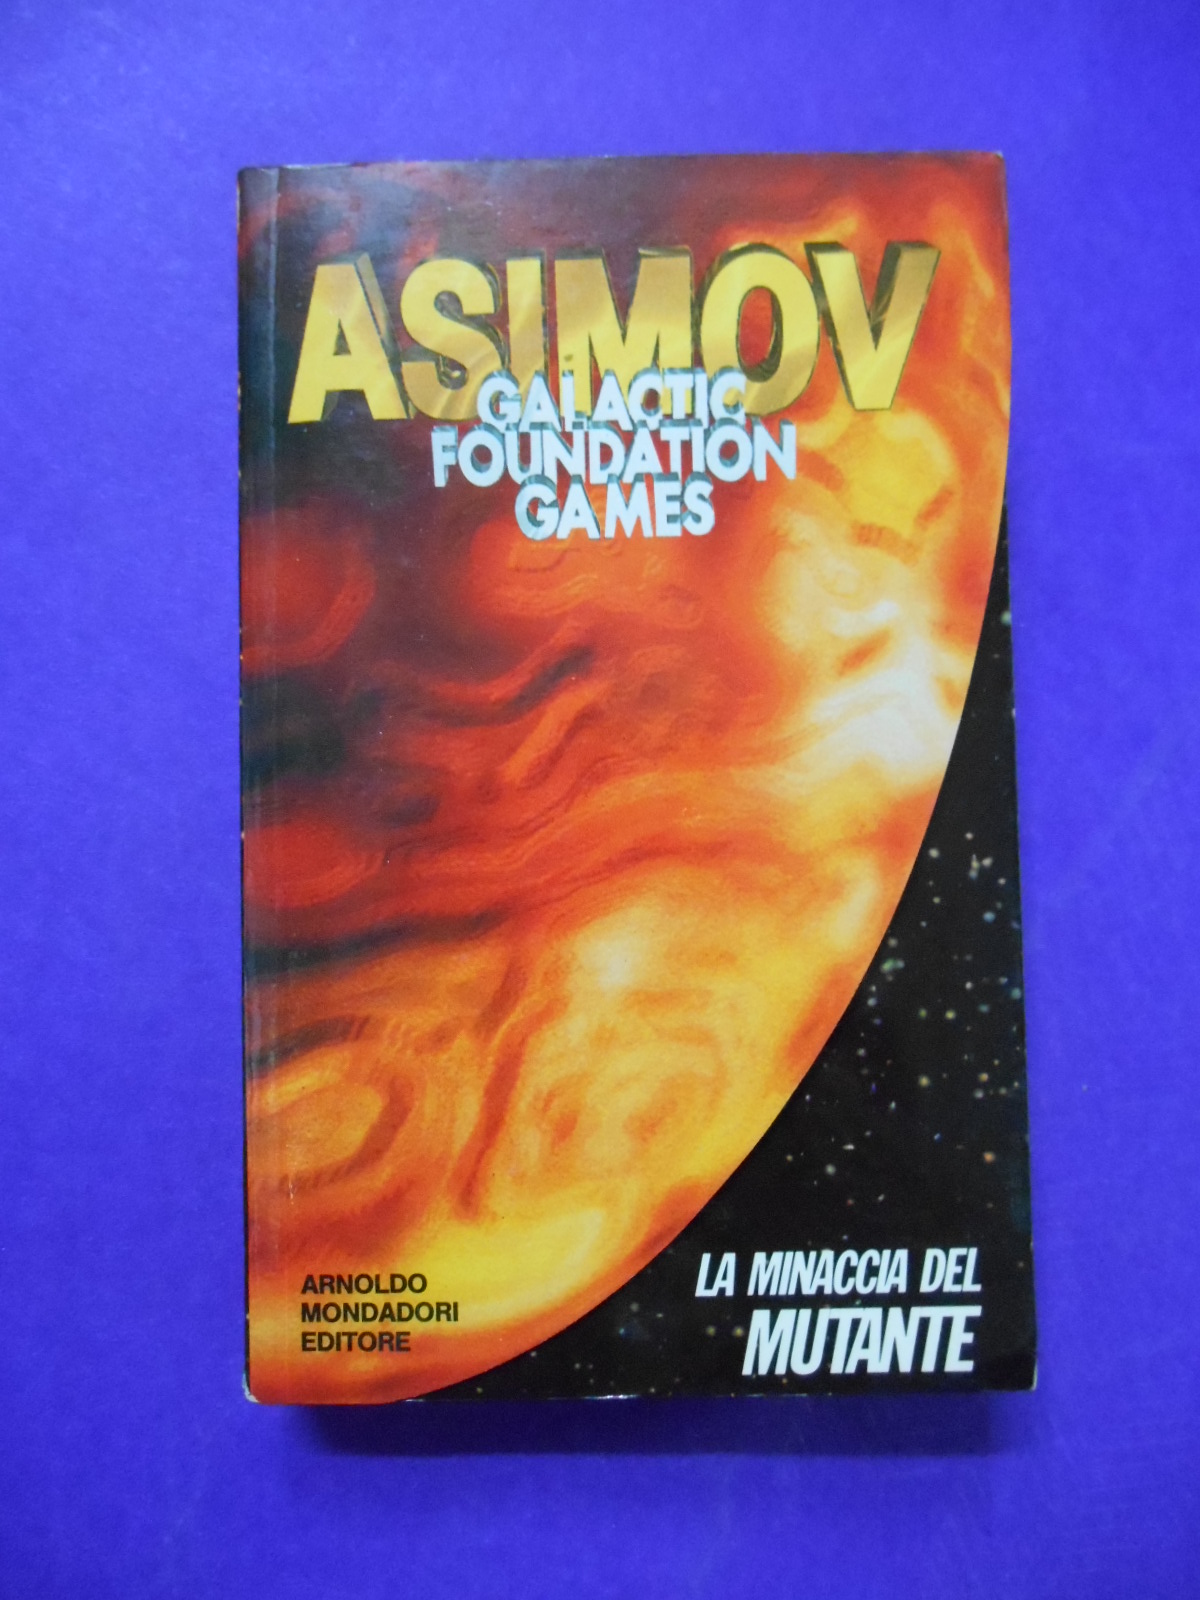 ASIMOV
GALACTIC
FOUNDATION
GAMES
ARNOLDO
MONDADORI
EDITORE
LA MINACCIA DEL
MUTANTE